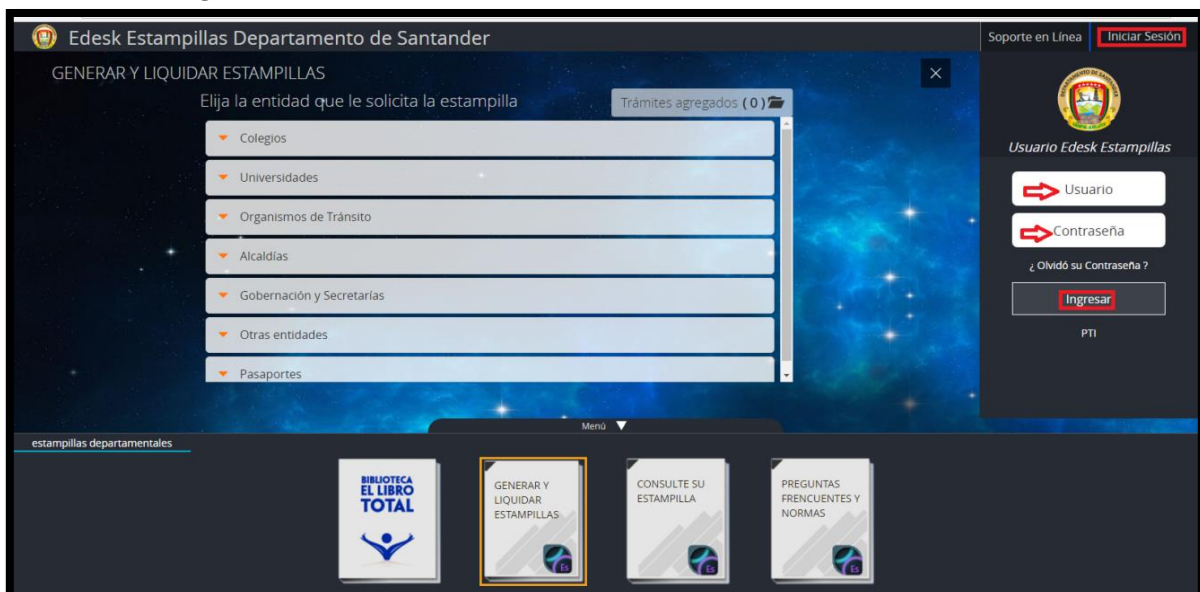 Edesk Estampillas Departamento de Santander
Soporte en Línea
Iniciar Sesión
GENERAR Y LIQUIDAR ESTAMPILLAS
Elija la entidad que le solicita la estampilla
Trámites agregados (0)
Colegios
Universidades
Organismos de Tránsito
Alcaldías
Gobernación y Secretarías
Otras entidades
Pasaportes
Usuario Edesk Estampillas
Usuario
Contraseña
¿ Olvidó su Contraseña ?
Ingresar
PTI
Menú
estampillas departamentales
BIBLIOTECA
EL LIBRO
TOTAL
GENERAR Y
LIQUIDAR
ESTAMPILLAS
Es
CONSULTE SU
ESTAMPILLA
Es
PREGUNTAS
FRENCUENTES Y
NORMAS
Es